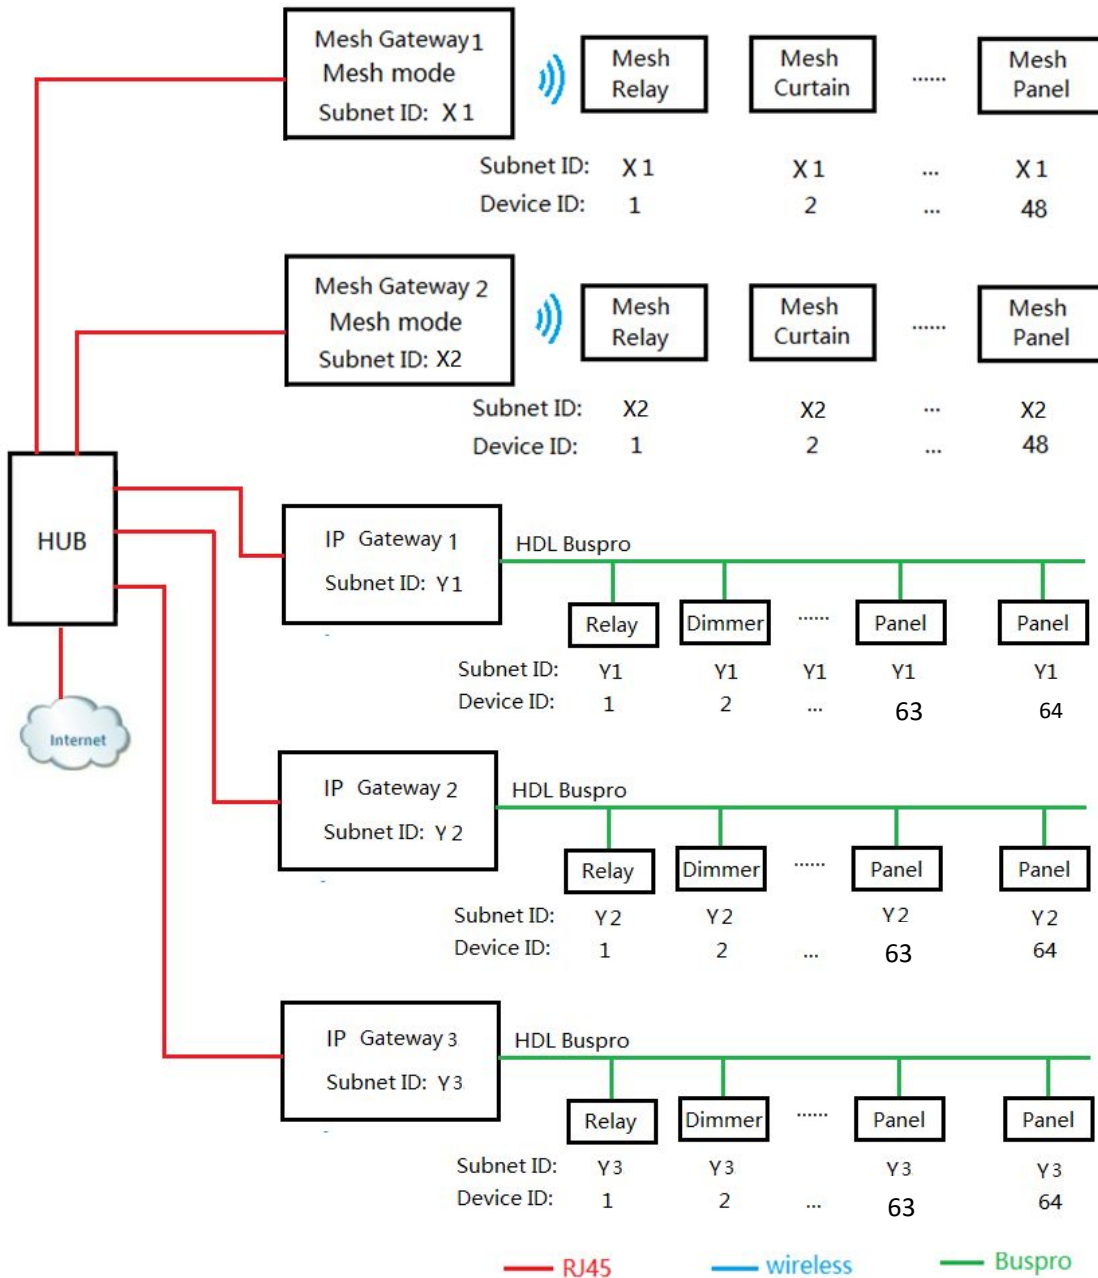 Mesh Gateway 1
Mesh mode
Subnet ID: X1
Mesh
Relay
Mesh
Curtain
......
Mesh
Panel
Subnet ID: X1 X1 ... X1
Device ID: 1 2 ... 48
Mesh Gateway 2
Mesh mode
Subnet ID: X2
Mesh
Relay
Mesh
Curtain
......
Mesh
Panel
Subnet ID: X2 X2 ... X2
Device ID: 1 2 ... 48
HUB
Internet
IP Gateway 1
Subnet ID: Y1
HDL Buspro
Relay Dimmer ...... Panel Panel
Subnet ID: Y1 Y1 Y1 Y1 Y1
Device ID: 1 2 ... 63 64
IP Gateway 2
Subnet ID: Y2
HDL Buspro
Relay Dimmer ...... Panel Panel
Subnet ID: Y2 Y2 Y2 Y2
Device ID: 1 2 ... 63 64
IP Gateway 3
Subnet ID: Y3
HDL Buspro
Relay Dimmer ...... Panel Panel
Subnet ID: Y3 Y3 Y3 Y3
Device ID: 1 2 ... 63 64
RJ45 wireless Buspro